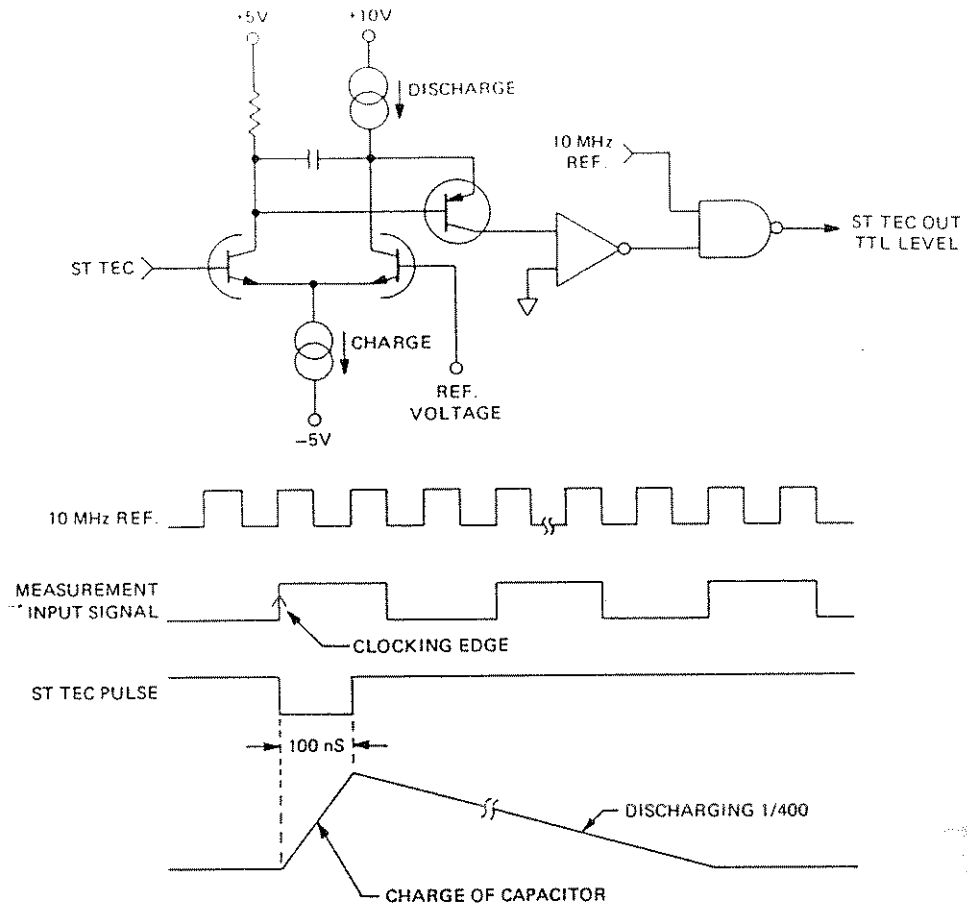 +5V
+10V
DISCHARGE
10 MHz
REF.
ST TEC OUT
TTL LEVEL
ST TEC
CHARGE
REF.
VOLTAGE
−5V
10 MHz REF.
MEASUREMENT
INPUT SIGNAL
CLOCKING EDGE
ST TEC PULSE
100 nS
DISCHARGING 1/400
CHARGE OF CAPACITOR